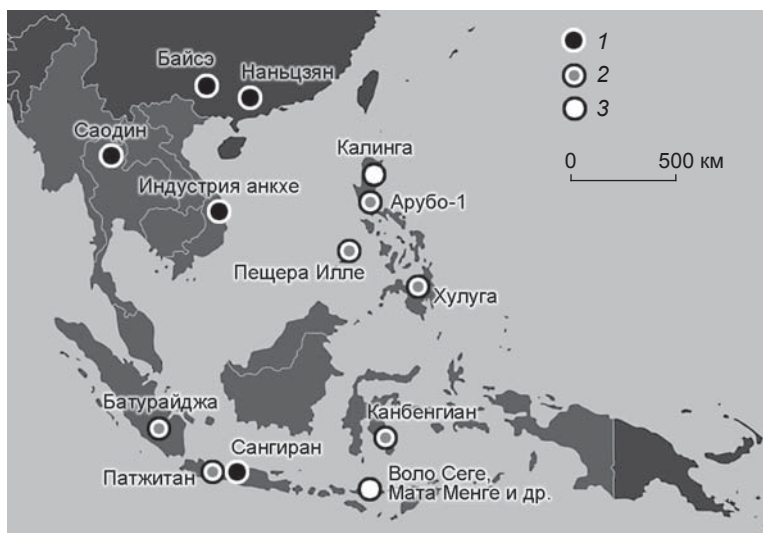 Байсэ
Наньцзян
Саодин
Индустрия анкхе
Калинга
Арубо-1
Пещера Илле
Хулуга
Батурайджа
Сангиран
Патжитан
Канбенгиан
Воло Сеге,
Мата Менге и др.
1
2
3
0 500 км